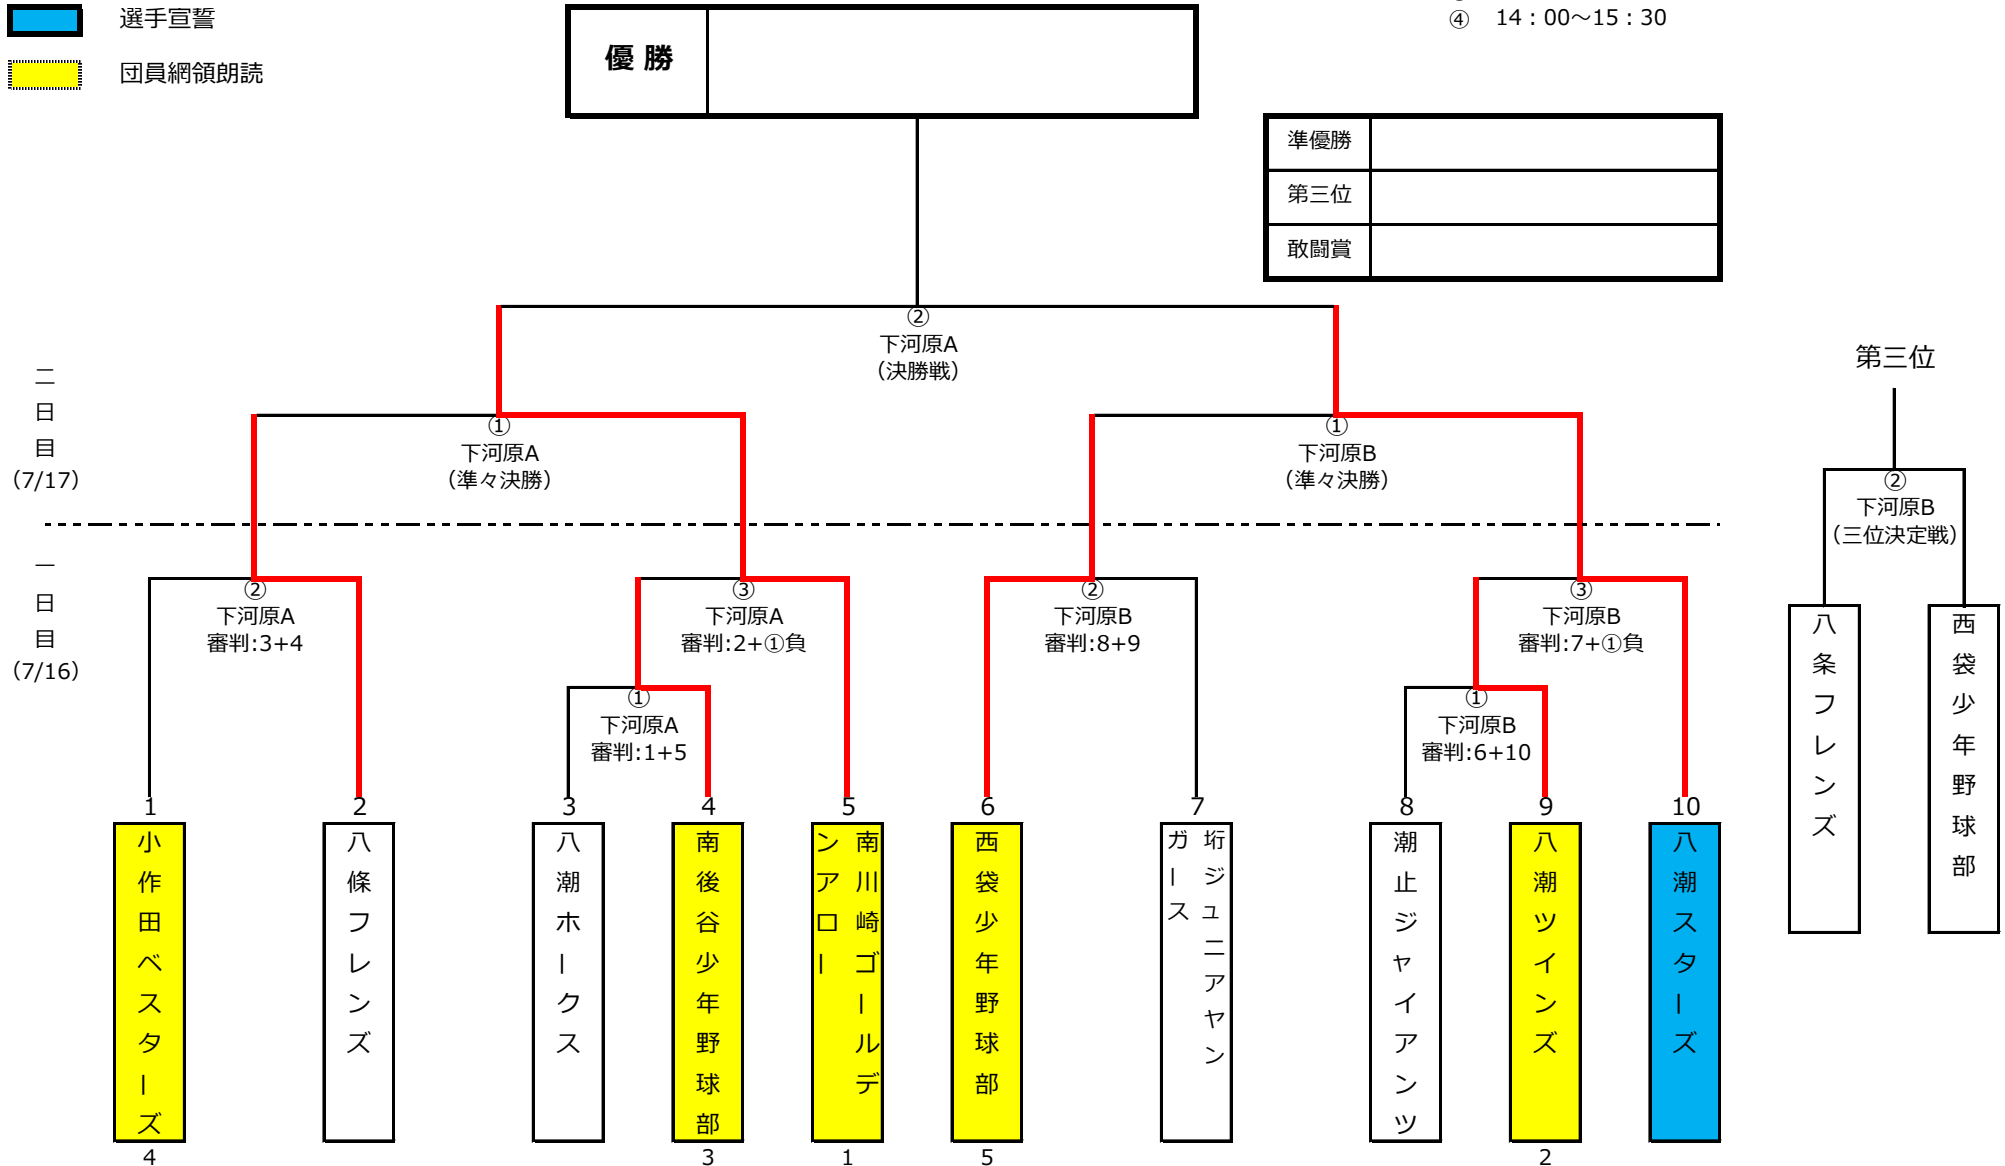 選手宣誓
団員綱領朗読
④ 14：00～15：30
優 勝
準優勝
第三位
敢闘賞
②
下河原A
（決勝戦）
第三位
二日目
（7/17）
①
下河原A
（準々決勝）
①
下河原B
（準々決勝）
②
下河原B
（三位決定戦）
一日目
（7/16）
②
下河原A
審判:3+4
③
下河原A
審判:2+①負
②
下河原B
審判:8+9
③
下河原B
審判:7+①負
①
下河原A
審判:1+5
①
下河原B
審判:6+10
八条フレンズ
西袋少年野球部
1
2
3
4
5
6
7
8
9
10
小作田ベスターズ
八條フレンズ
八潮ホークス
南後谷少年野球部
南川崎ゴールデ
ンアロー
西袋少年野球部
垳ジュニアヤン
ガース
潮止ジャイアンツ
八潮ツインズ
八潮スターズ
4
3
1
5
2